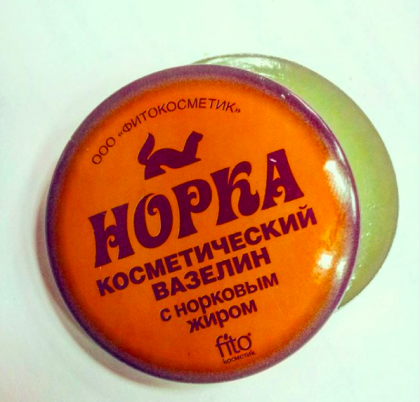 ООО «ФИТОКОСМЕТИК»
НОРКА
КОСМЕТИЧЕСКИЙ
ВАЗЕЛИН
С НОРКОВЫМ
ЖИРОМ
fito®
косметик